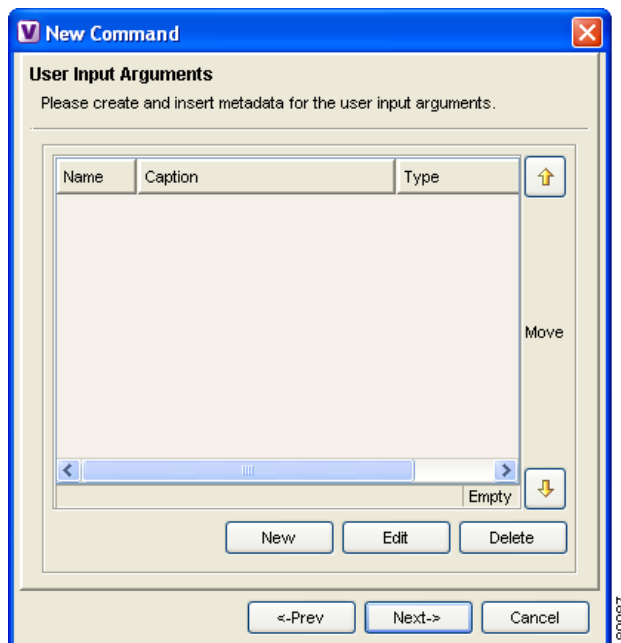 V New Command
User Input Arguments
Please create and insert metadata for the user input arguments.
Name Caption Type
Move
Empty
New Edit Delete
<-Prev Next-> Cancel